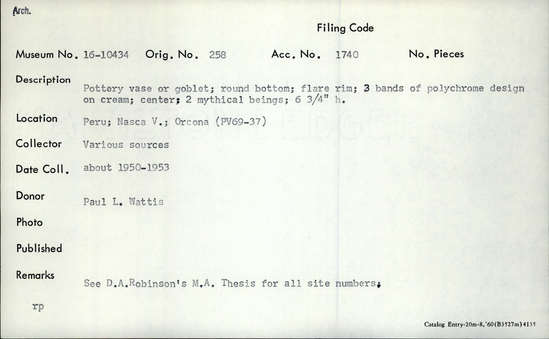 Arch.
Filing Code
Museum No. 16-10434 Orig. No. 258 Acc. No. 1740 No. Pieces
Description Pottery vase or goblet; round bottom; flare rim; 3 bands of polychrome design
on cream; center; 2 mythical beings; 6 3/4" h.
Location Peru; Nasca V.; Orcona (PV69-37)
Collector Various sources
Date Coll. about 1950-1953
Donor Paul L. Wattis
Photo
Published
Remarks See D.A.Robinson's M.A. Thesis for all site numbers.
rp
Catalog Entry-20m-8,'60(B3527m)4135